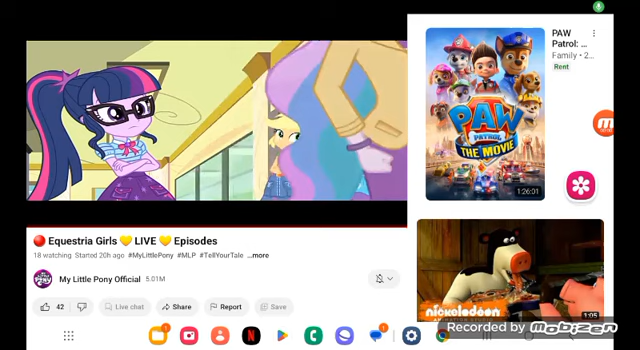 PAW
Patrol: ...
Family • 2...
Rent
PAW
PATROL
THE MOVIE
1:26:01
🔴 Equestria Girls 💛 LIVE 💛 Episodes
18 watching Started 20h ago #MyLittlePony #MLP #TellYourTale ...more
My Little Pony Official 5.01M
42
Live chat
Share
Report
Save
nickelodeon
1:05
Recorded by MOBIZEN